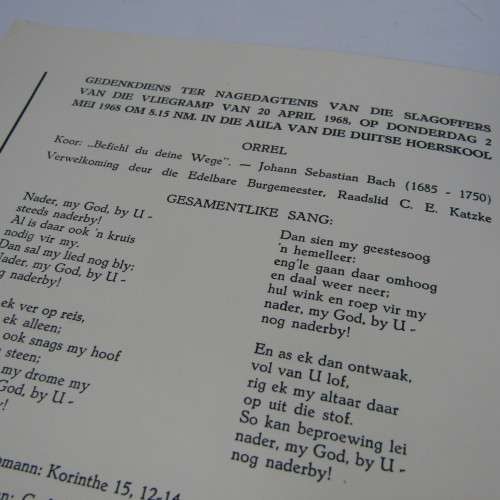 GEDENKDIENS TER NAGEDAGTENIS VAN DIE SLAGOFFERS
VAN DIE VLIEGRAMP VAN 20 APRIL 1968, OP DONDERDAG 2
MEI 1968 OM 8.15 NM. IN DIE AULA VAN DIE DUITSE HOËRSKOOL
ORREL
Koor: „Befiehl du deine Wege". — Johann Sebastian Bach (1685 - 1750)
Verwelkoming deur die Edelbare Burgemeester, Raadslid C. E. Katzke
GESAMENTLIKE SANG:
Nader, my God, by U -
steeds naderby!
Al is daar ook 'n kruis
nodig vir my.
Dan sal my lied nog bly:
Nader, my God, by U -
nog naderby!
ek ver op reis,
ek alleen;
ook snags my hoof
steen;
my drome my
God, by U -
Dan sien my geestesoog
'n hemelleer:
eng'le gaan daar omhoog
en daal weer neer;
hul wink en roep vir my
nader, my God, by U -
nog naderby!
En as ek dan ontwaak,
vol van U lof,
rig ek my altaar daar
op uit die stof.
So kan beproewing lei
nader, my God, by U -
nog naderby!
Korinthe 15, 12-14